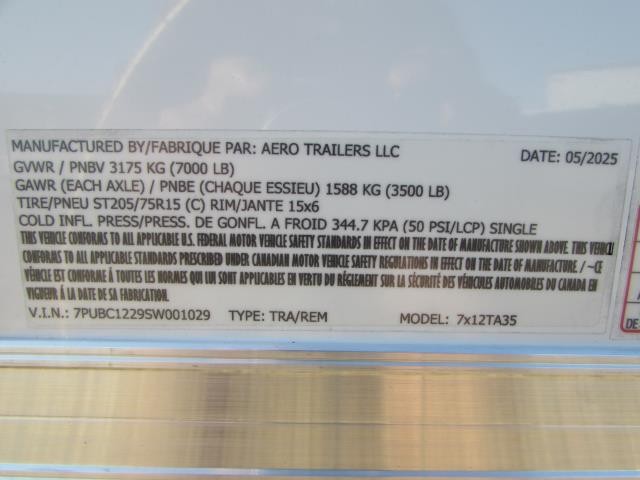 MANUFACTURED BY/FABRIQUE PAR: AERO TRAILERS LLC DATE: 05/2025
GVWR / PNBV 3175 KG (7000 LB)
GAWR (EACH AXLE) / PNBE (CHAQUE ESSIEU) 1588 KG (3500 LB)
TIRE/PNEU ST205/75R15 (C) RIM/JANTE 15x6
COLD INFL. PRESS/PRESS. DE GONFL. A FROID 344.7 KPA (50 PSI/LCP) SINGLE
THIS VEHICLE CONFORMS TO ALL APPLICABLE U.S. FEDERAL MOTOR VEHICLE SAFETY STANDARDS IN EFFECT ON THE DATE OF MANUFACTURE SHOWN ABOVE. THIS VEHICLE
CONFORMS TO ALL APPLICABLE STANDARDS PRESCRIBED UNDER CANADIAN MOTOR VEHICLE SAFETY REGULATIONS IN EFFECT ON THE DATE OF MANUFACTURE / ~CE
VÉHICLE EST CONFORME À TOUTES LES NORMES QUI LUI SONT APPLICABLES EN VERTU DU RÉGLEMENT SUR LA SÉCURITÉ DES VÉHICULES AUTOMOBILES DU CANADA EN
VIGUEUR À LA DATE DE SA FABRICATION
V.I.N.: 7PUBC1229SW001029 TYPE: TRA/REM MODEL: 7x12TA35
DE